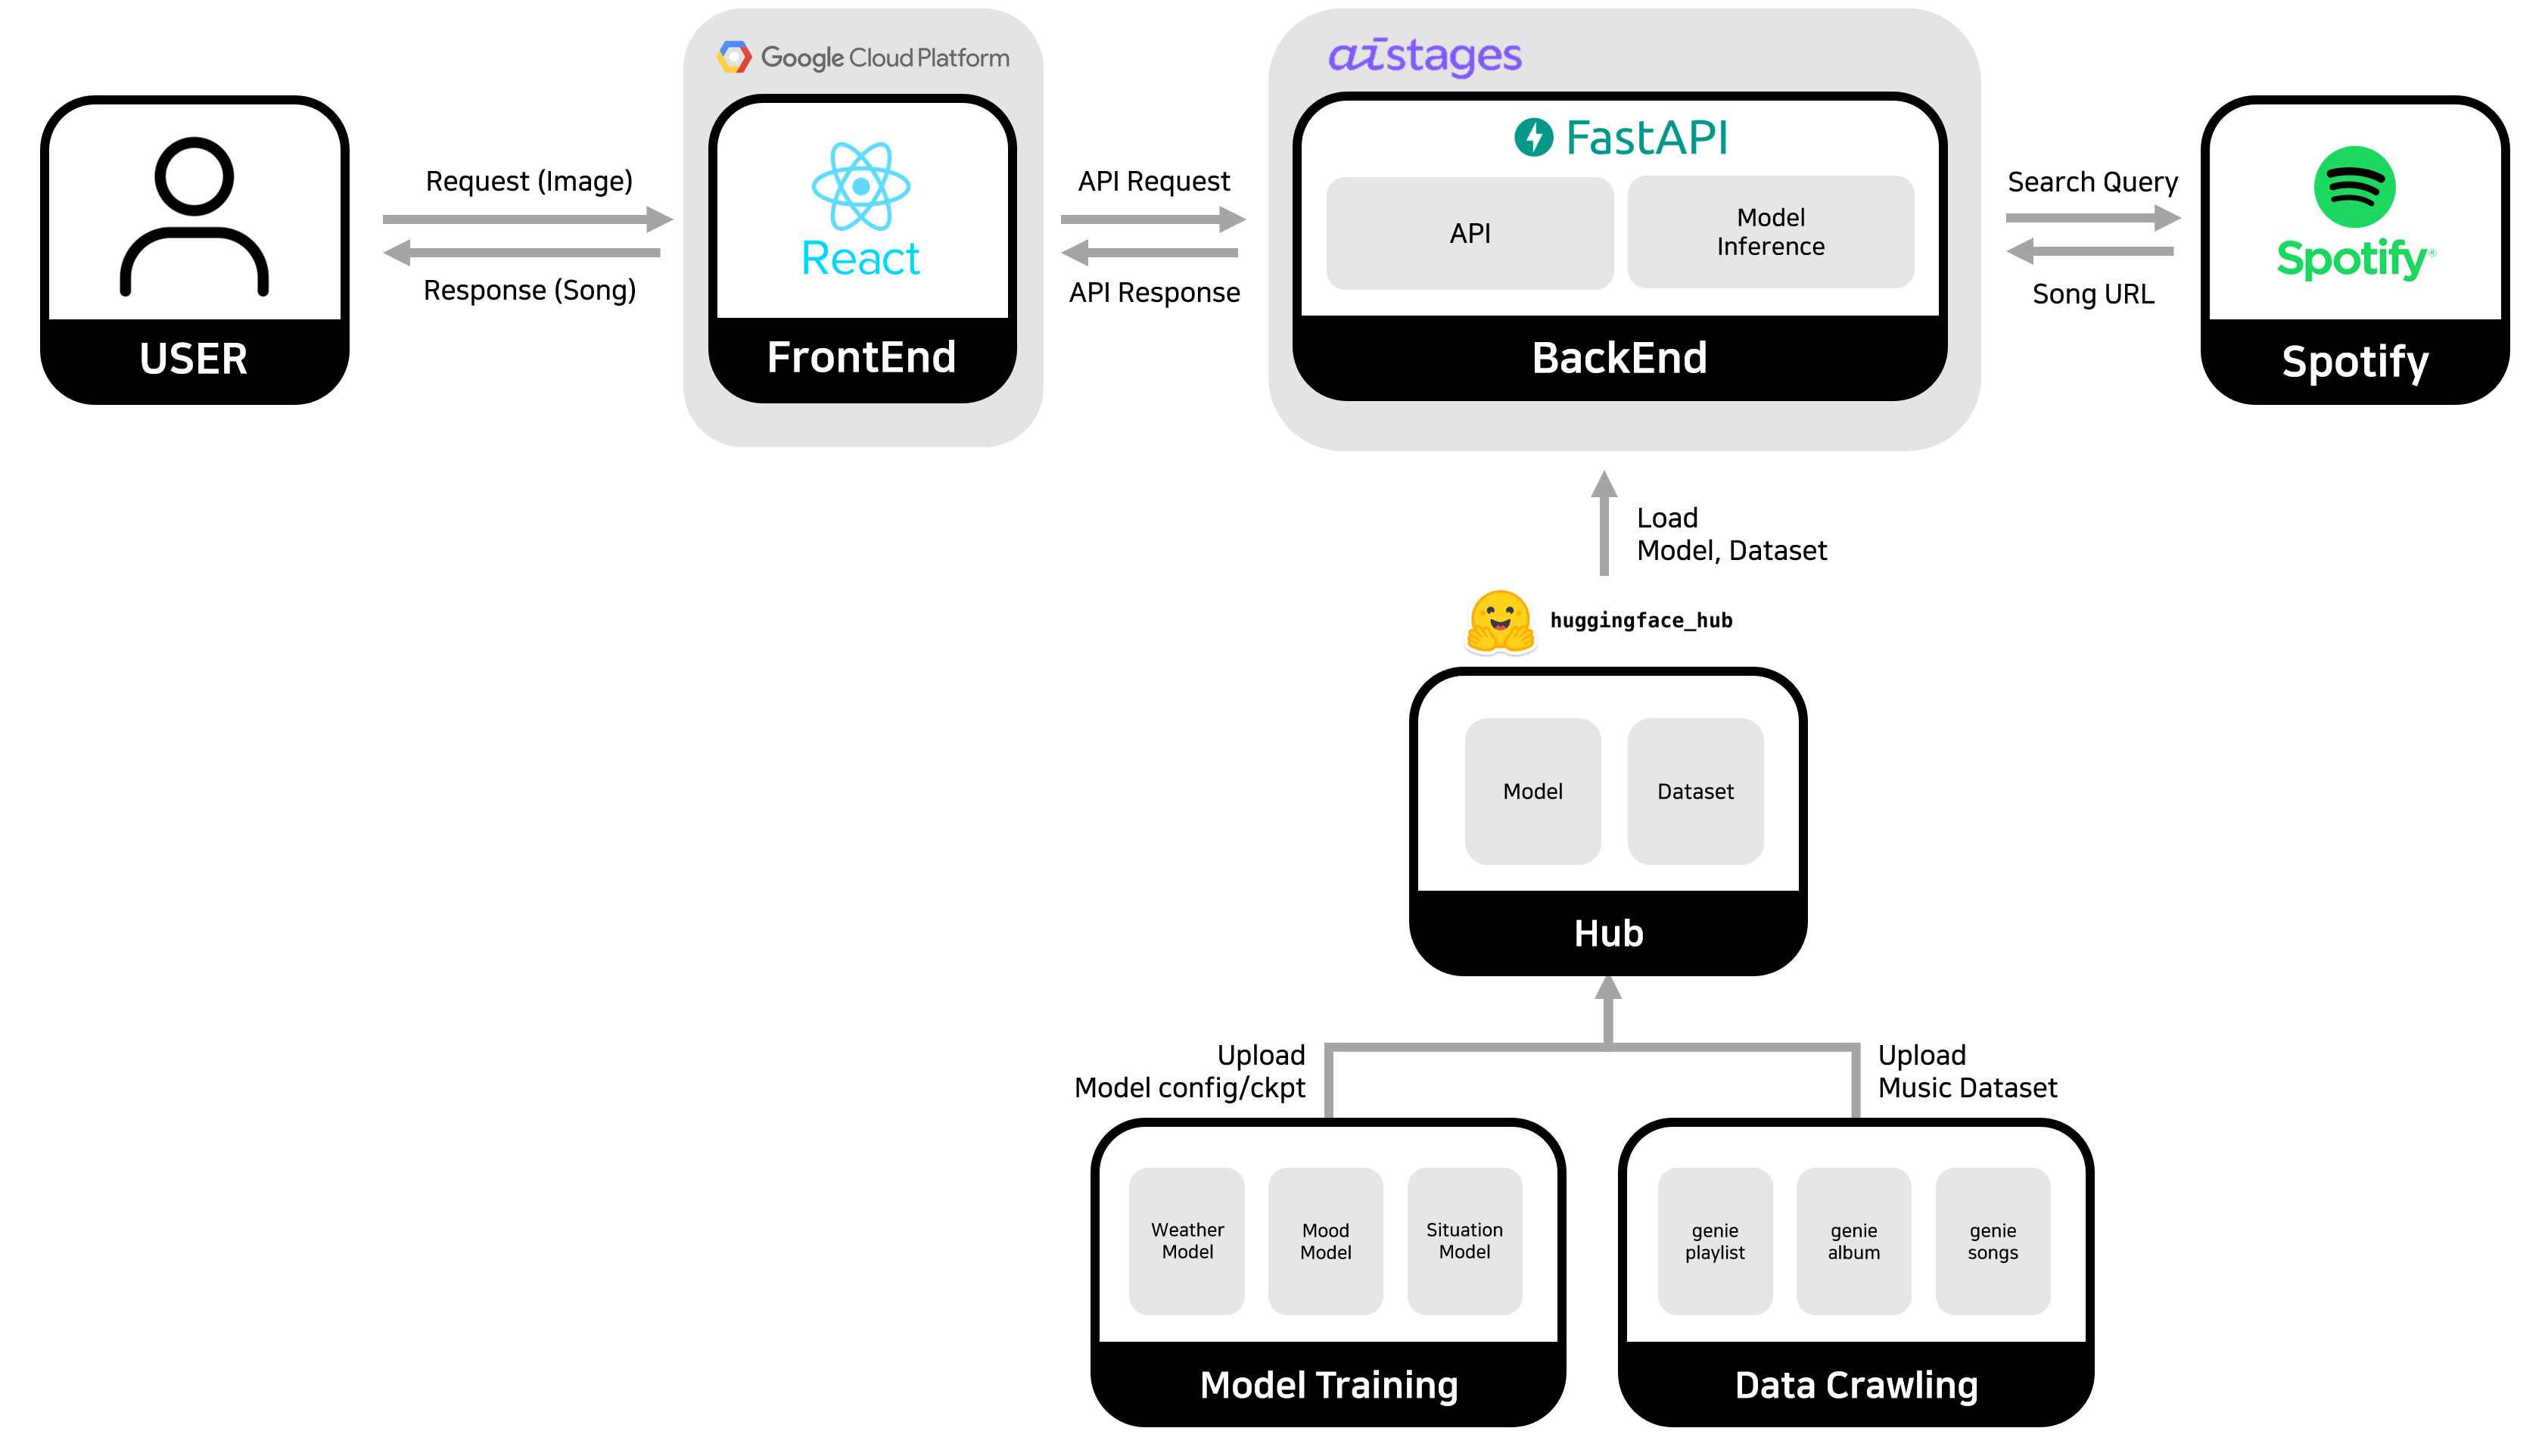 Google Cloud Platform
aistages
FastAPI
Request (Image)
Response (Song)
USER
React
FrontEnd
API Request
API Response
API
Model
Inference
BackEnd
Search Query
Song URL
Spotify®
Spotify
Load
Model, Dataset
huggingface_hub
Model
Dataset
Hub
Upload
Model config/ckpt
Upload
Music Dataset
Weather
Model
Mood
Model
Situation
Model
Model Training
genie
playlist
genie
album
genie
songs
Data Crawling